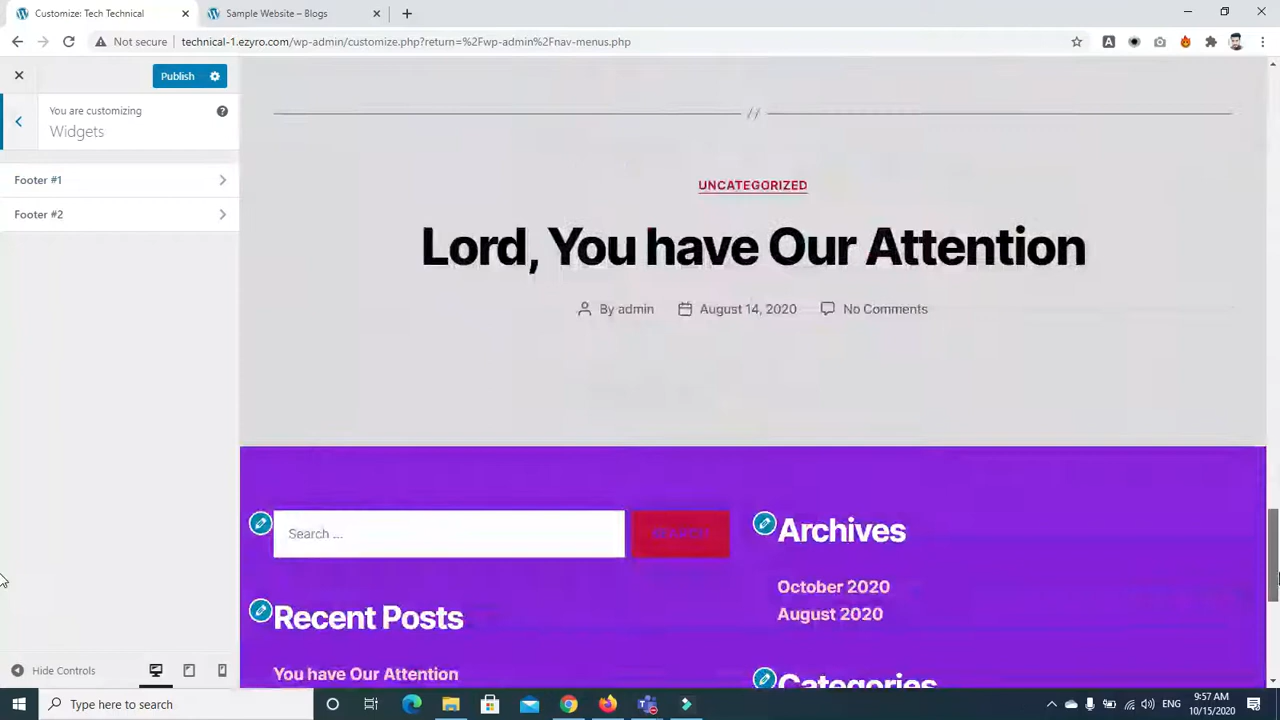 Customize: Tech Technical
Sample Website – Blogs
Not secure
technical-1.ezyro.com/wp-admin/customize.php?return=%2Fwp-admin%2Fnav-menus.php
Publish
You are customizing
Widgets
Footer #1
Footer #2
//
UNCATEGORIZED
Lord, You have Our Attention
By admin
August 14, 2020
No Comments
Search ...
SEARCH
Archives
October 2020
August 2020
Recent Posts
You have Our Attention
Categories
Hide Controls
Type here to search
ENG
9:57 AM
10/15/2020